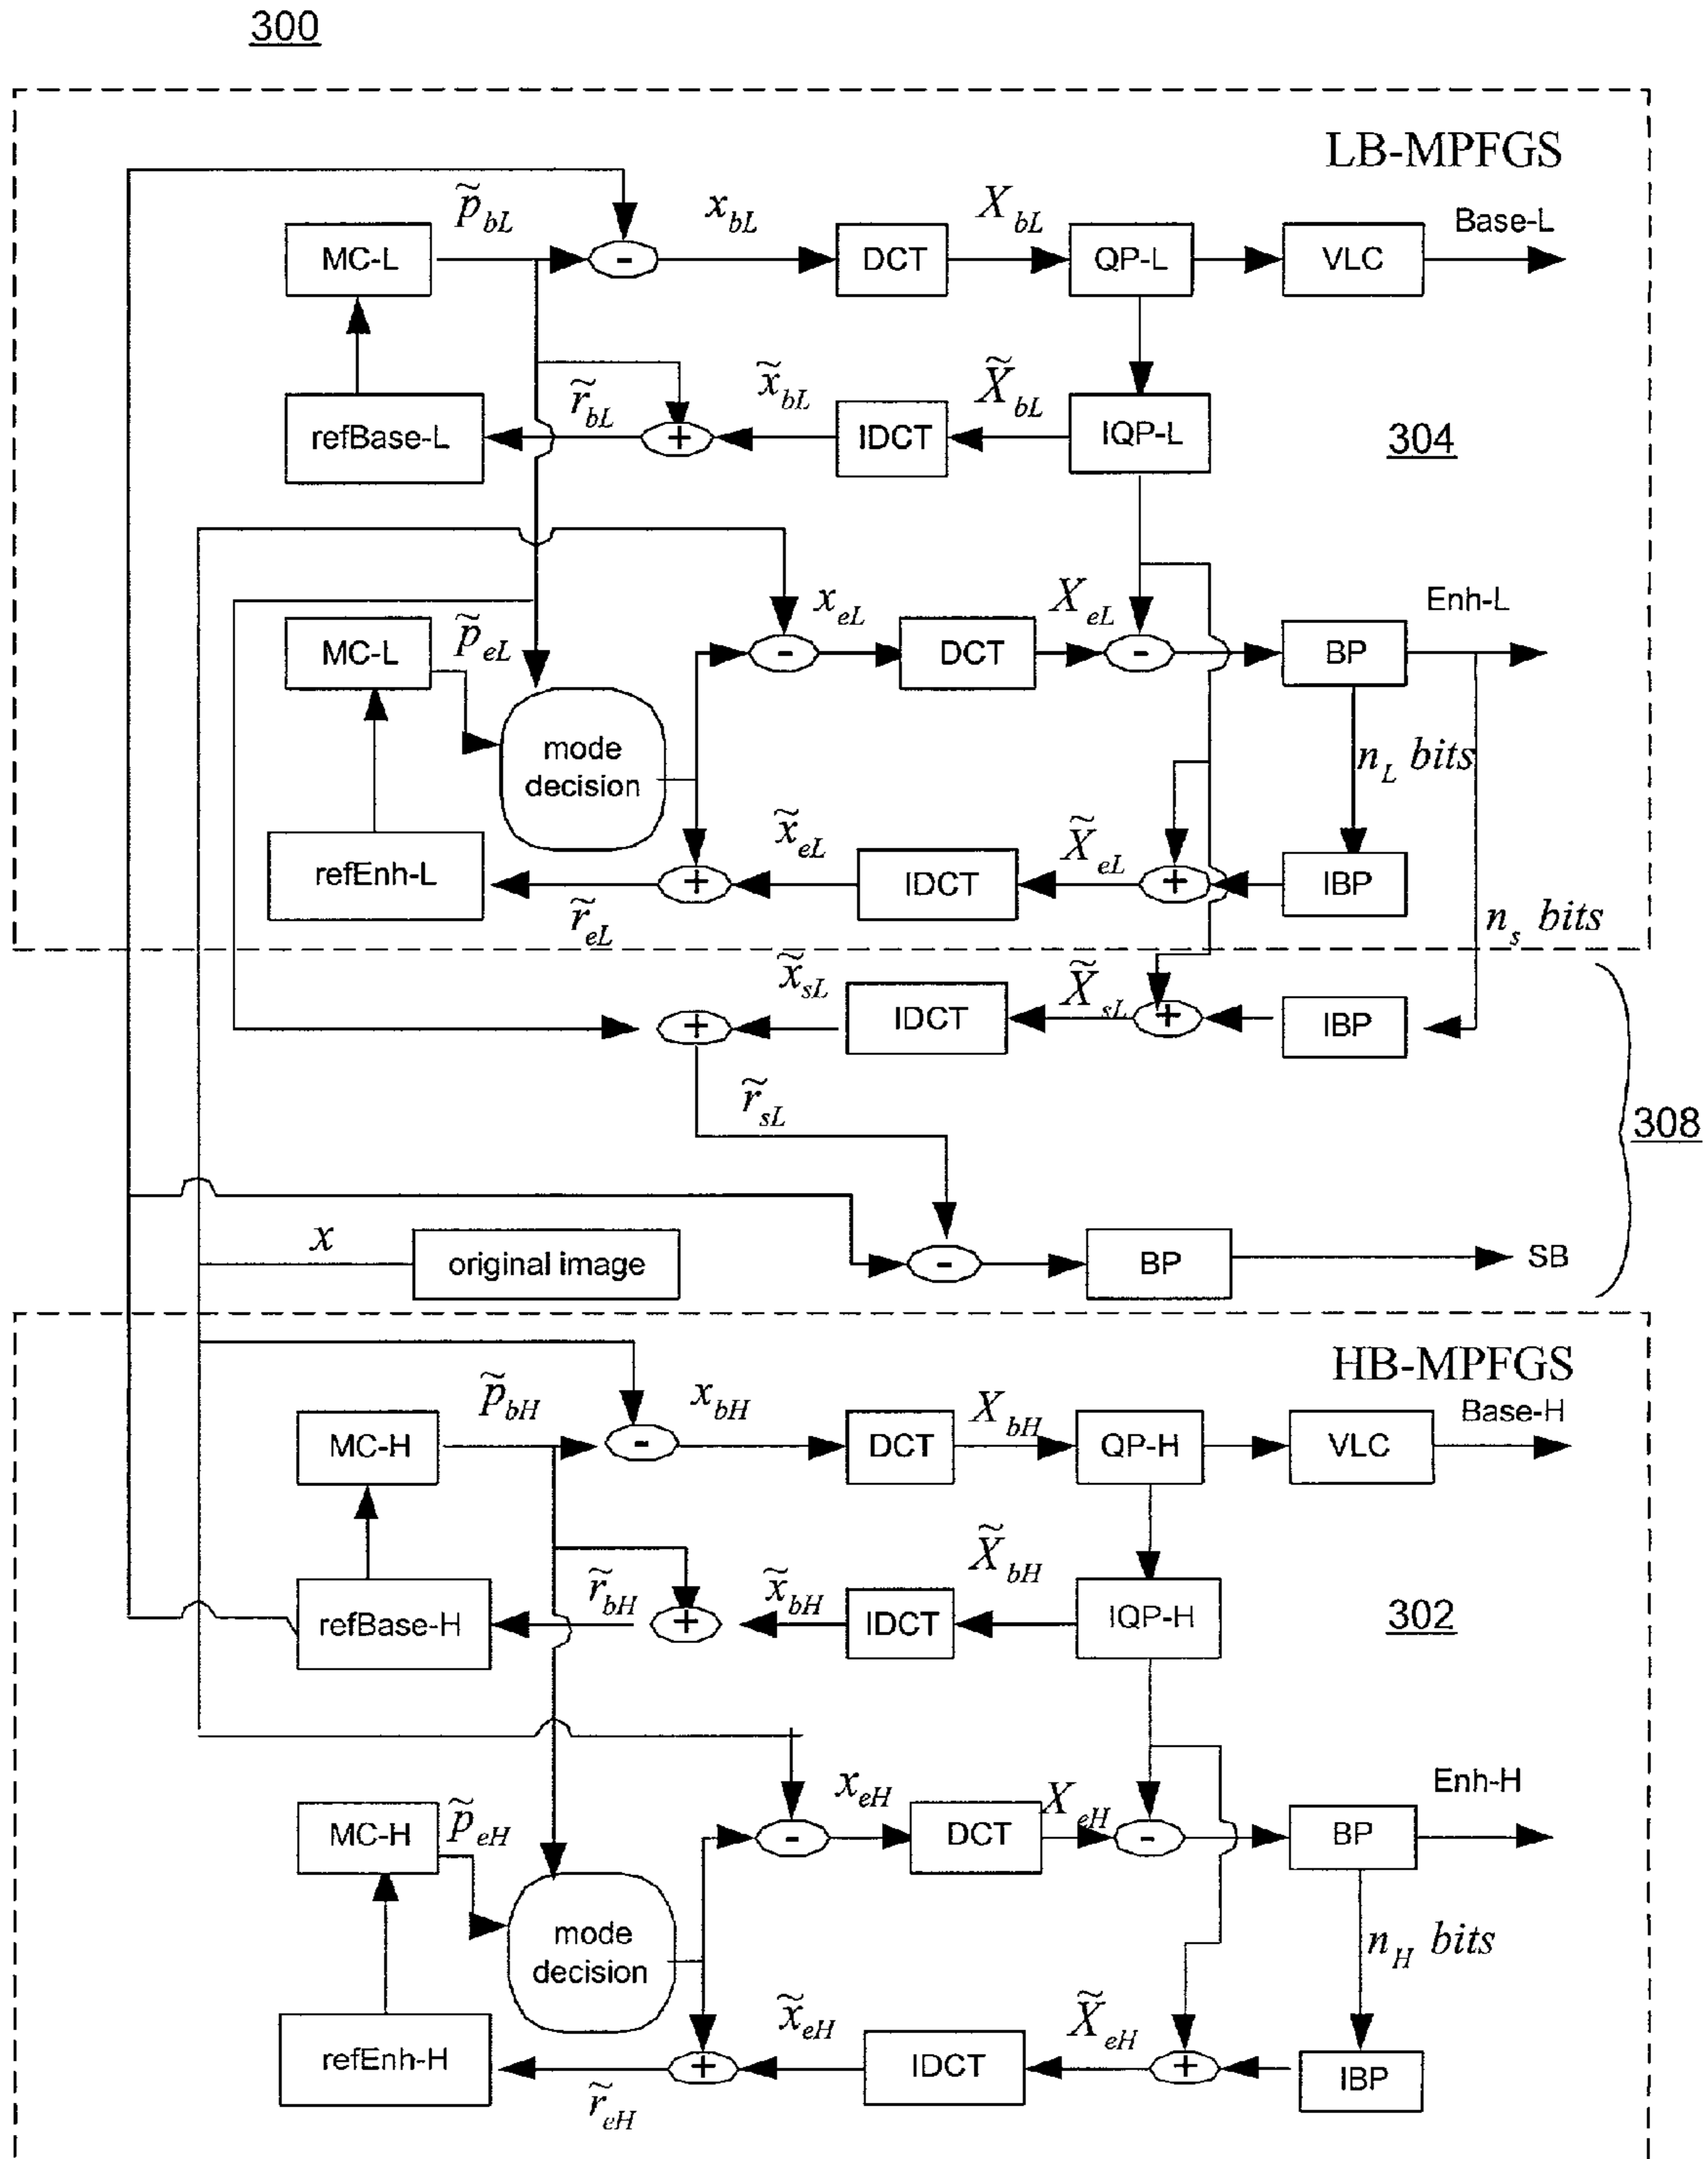 300
LB-MPFGS
p̃bL
xbL
XbL
Base-L
MC-L
-
DCT
QP-L
VLC
r̃bL
x̃bL
X̃bL
refBase-L
+
IDCT
IQP-L
304
xeL
XeL
Enh-L
MC-L
p̃eL
-
DCT
-
BP
mode
decision
nL bits
x̃eL
X̃eL
refEnh-L
+
IDCT
+
IBP
r̃eL
ns bits
x̃sL
X̃sL
+
IDCT
+
IBP
r̃sL
308
x
original image
-
BP
SB
HB-MPFGS
p̃bH
xbH
XbH
Base-H
MC-H
-
DCT
QP-H
VLC
r̃bH
x̃bH
X̃bH
refBase-H
+
IDCT
IQP-H
302
xeH
XeH
Enh-H
MC-H
p̃eH
-
DCT
-
BP
mode
decision
nH bits
x̃eH
X̃eH
refEnh-H
+
IDCT
+
IBP
r̃eH